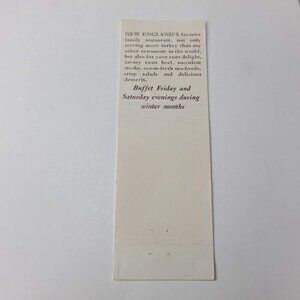 NEW ENGLAND'S favorite
family restaurant, not only
serving more turkey than any
other restaurant in the world,
but also for your taste delight,
savory roast beef, succulent
steaks, ocean-fresh sea-foods,
crisp salads and delicious
desserts.
Buffet Friday and
Saturday evenings during
winter months